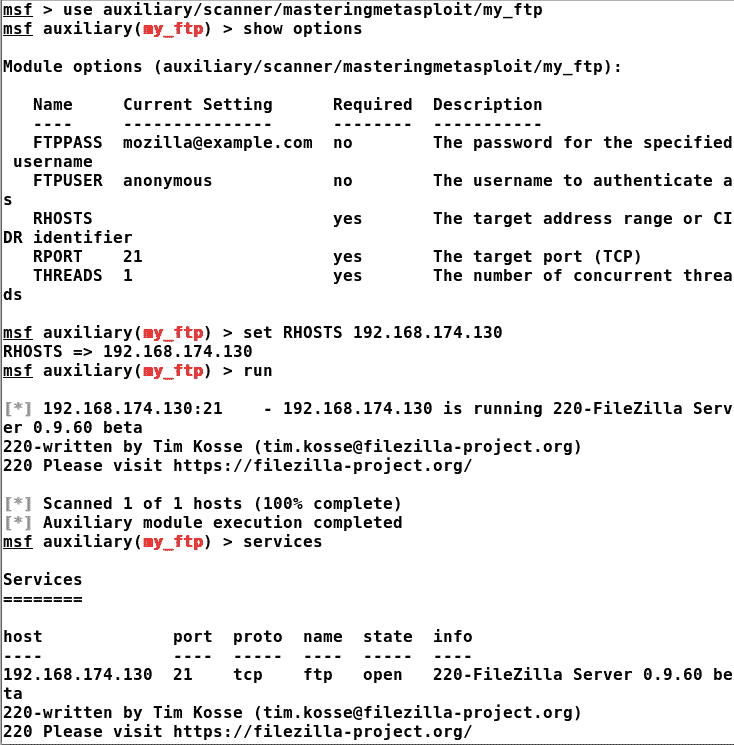 msf > use auxiliary/scanner/masteringmetasploit/my_ftp
msf auxiliary(my_ftp) > show options
Module options (auxiliary/scanner/masteringmetasploit/my_ftp):
Name     Current Setting      Required  Description
----     ---------------      --------  -----------
FTPPASS  mozilla@example.com  no        The password for the specified
username
FTPUSER  anonymous            no        The username to authenticate a
s
RHOSTS                        yes       The target address range or CI
DR identifier
RPORT    21                   yes       The target port (TCP)
THREADS  1                    yes       The number of concurrent threa
ds
msf auxiliary(my_ftp) > set RHOSTS 192.168.174.130
RHOSTS => 192.168.174.130
msf auxiliary(my_ftp) > run
[*] 192.168.174.130:21    - 192.168.174.130 is running 220-FileZilla Serv
er 0.9.60 beta
220-written by Tim Kosse (tim.kosse@filezilla-project.org)
220 Please visit https://filezilla-project.org/
[*] Scanned 1 of 1 hosts (100% complete)
[*] Auxiliary module execution completed
msf auxiliary(my_ftp) > services
Services
========
host             port  proto  name  state  info
----             ----  -----  ----  -----  ----
192.168.174.130  21    tcp    ftp   open   220-FileZilla Server 0.9.60 be
ta
220-written by Tim Kosse (tim.kosse@filezilla-project.org)
220 Please visit https://filezilla-project.org/